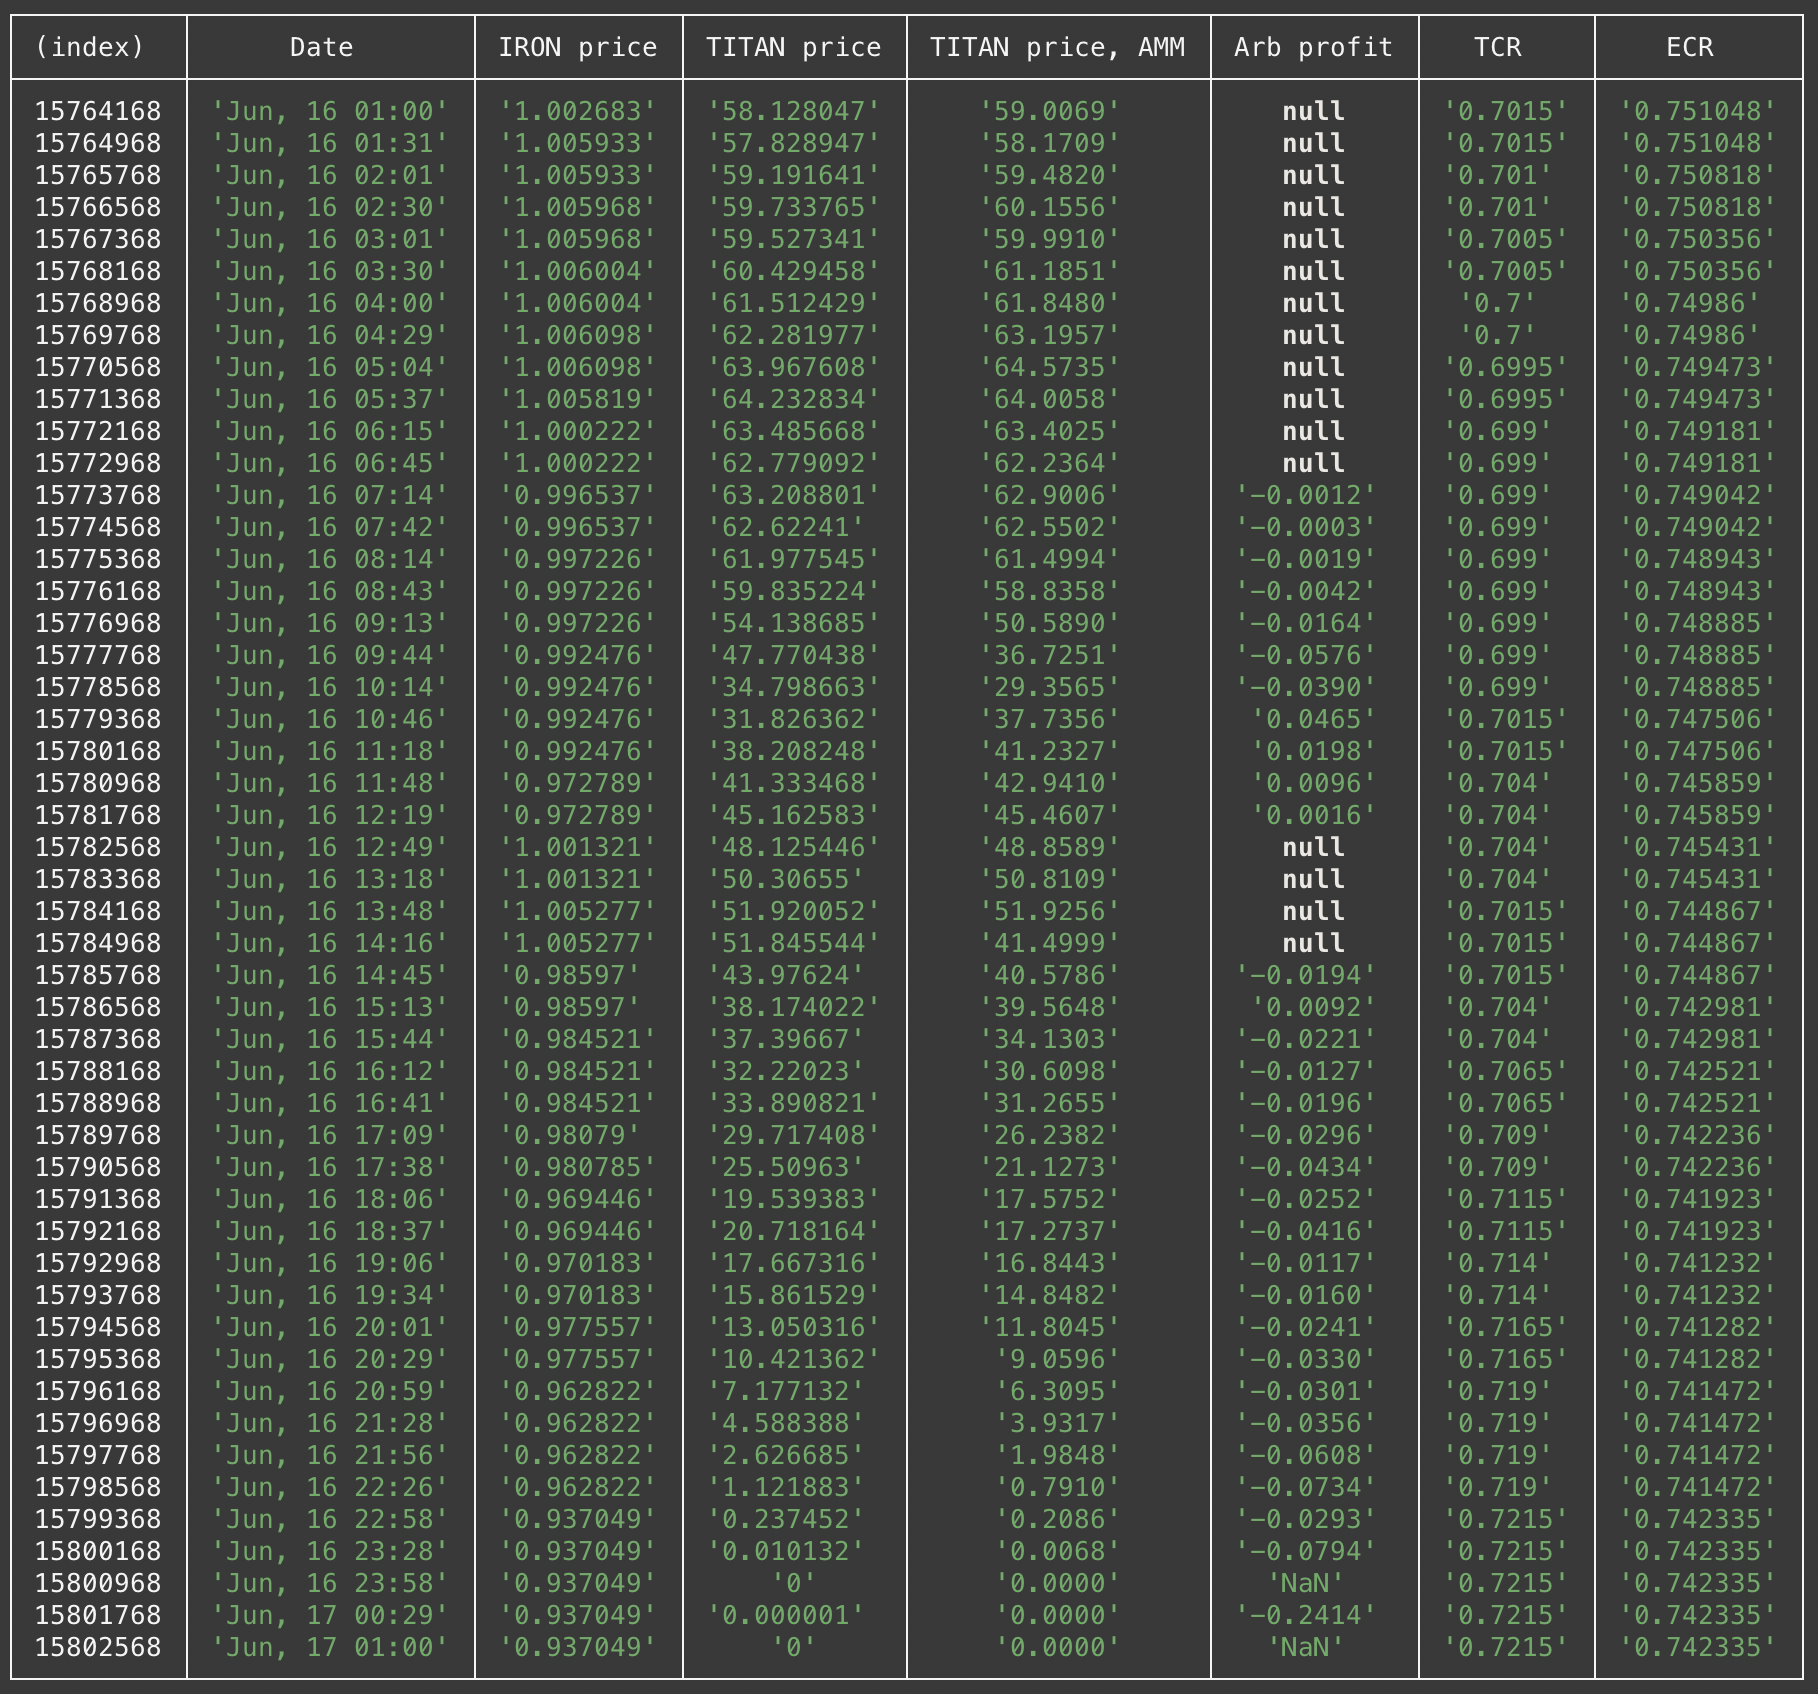 (index) Date IRON price TITAN price TITAN price, AMM Arb profit TCR ECR
15764168 'Jun, 16 01:00' '1.002683' '58.128047' '59.0069' null '0.7015' '0.751048'
15764968 'Jun, 16 01:31' '1.005933' '57.828947' '58.1709' null '0.7015' '0.751048'
15765768 'Jun, 16 02:01' '1.005933' '59.191641' '59.4820' null '0.701' '0.750818'
15766568 'Jun, 16 02:30' '1.005968' '59.733765' '60.1556' null '0.701' '0.750818'
15767368 'Jun, 16 03:01' '1.005968' '59.527341' '59.9910' null '0.7005' '0.750356'
15768168 'Jun, 16 03:30' '1.006004' '60.429458' '61.1851' null '0.7005' '0.750356'
15768968 'Jun, 16 04:00' '1.006004' '61.512429' '61.8480' null '0.7' '0.74986'
15769768 'Jun, 16 04:29' '1.006098' '62.281977' '63.1957' null '0.7' '0.74986'
15770568 'Jun, 16 05:04' '1.006098' '63.967608' '64.5735' null '0.6995' '0.749473'
15771368 'Jun, 16 05:37' '1.005819' '64.232834' '64.0058' null '0.6995' '0.749473'
15772168 'Jun, 16 06:15' '1.000222' '63.485668' '63.4025' null '0.699' '0.749181'
15772968 'Jun, 16 06:45' '1.000222' '62.779092' '62.2364' null '0.699' '0.749181'
15773768 'Jun, 16 07:14' '0.996537' '63.208801' '62.9006' '−0.0012' '0.699' '0.749042'
15774568 'Jun, 16 07:42' '0.996537' '62.62241' '62.5502' '−0.0003' '0.699' '0.749042'
15775368 'Jun, 16 08:14' '0.997226' '61.977545' '61.4994' '−0.0019' '0.699' '0.748943'
15776168 'Jun, 16 08:43' '0.997226' '59.835224' '58.8358' '−0.0042' '0.699' '0.748943'
15776968 'Jun, 16 09:13' '0.997226' '54.138685' '50.5890' '−0.0164' '0.699' '0.748885'
15777768 'Jun, 16 09:44' '0.992476' '47.770438' '36.7251' '−0.0576' '0.699' '0.748885'
15778568 'Jun, 16 10:14' '0.992476' '34.798663' '29.3565' '−0.0390' '0.699' '0.748885'
15779368 'Jun, 16 10:46' '0.992476' '31.826362' '37.7356' '0.0465' '0.7015' '0.747506'
15780168 'Jun, 16 11:18' '0.992476' '38.208248' '41.2327' '0.0198' '0.7015' '0.747506'
15780968 'Jun, 16 11:48' '0.972789' '41.333468' '42.9410' '0.0096' '0.704' '0.745859'
15781768 'Jun, 16 12:19' '0.972789' '45.162583' '45.4607' '0.0016' '0.704' '0.745859'
15782568 'Jun, 16 12:49' '1.001321' '48.125446' '48.8589' null '0.704' '0.745431'
15783368 'Jun, 16 13:18' '1.001321' '50.30655' '50.8109' null '0.704' '0.745431'
15784168 'Jun, 16 13:48' '1.005277' '51.920052' '51.9256' null '0.7015' '0.744867'
15784968 'Jun, 16 14:16' '1.005277' '51.845544' '41.4999' null '0.7015' '0.744867'
15785768 'Jun, 16 14:45' '0.98597' '43.97624' '40.5786' '−0.0194' '0.7015' '0.744867'
15786568 'Jun, 16 15:13' '0.98597' '38.174022' '39.5648' '0.0092' '0.704' '0.742981'
15787368 'Jun, 16 15:44' '0.984521' '37.39667' '34.1303' '−0.0221' '0.704' '0.742981'
15788168 'Jun, 16 16:12' '0.984521' '32.22023' '30.6098' '−0.0127' '0.7065' '0.742521'
15788968 'Jun, 16 16:41' '0.984521' '33.890821' '31.2655' '−0.0196' '0.7065' '0.742521'
15789768 'Jun, 16 17:09' '0.98079' '29.717408' '26.2382' '−0.0296' '0.709' '0.742236'
15790568 'Jun, 16 17:38' '0.980785' '25.50963' '21.1273' '−0.0434' '0.709' '0.742236'
15791368 'Jun, 16 18:06' '0.969446' '19.539383' '17.5752' '−0.0252' '0.7115' '0.741923'
15792168 'Jun, 16 18:37' '0.969446' '20.718164' '17.2737' '−0.0416' '0.7115' '0.741923'
15792968 'Jun, 16 19:06' '0.970183' '17.667316' '16.8443' '−0.0117' '0.714' '0.741232'
15793768 'Jun, 16 19:34' '0.970183' '15.861529' '14.8482' '−0.0160' '0.714' '0.741232'
15794568 'Jun, 16 20:01' '0.977557' '13.050316' '11.8045' '−0.0241' '0.7165' '0.741282'
15795368 'Jun, 16 20:29' '0.977557' '10.421362' '9.0596' '−0.0330' '0.7165' '0.741282'
15796168 'Jun, 16 20:59' '0.962822' '7.177132' '6.3095' '−0.0301' '0.719' '0.741472'
15796968 'Jun, 16 21:28' '0.962822' '4.588388' '3.9317' '−0.0356' '0.719' '0.741472'
15797768 'Jun, 16 21:56' '0.962822' '2.626685' '1.9848' '−0.0608' '0.719' '0.741472'
15798568 'Jun, 16 22:26' '0.962822' '1.121883' '0.7910' '−0.0734' '0.719' '0.741472'
15799368 'Jun, 16 22:58' '0.937049' '0.237452' '0.2086' '−0.0293' '0.7215' '0.742335'
15800168 'Jun, 16 23:28' '0.937049' '0.010132' '0.0068' '−0.0794' '0.7215' '0.742335'
15800968 'Jun, 16 23:58' '0.937049' '0' '0.0000' 'NaN' '0.7215' '0.742335'
15801768 'Jun, 17 00:29' '0.937049' '0.000001' '0.0000' '−0.2414' '0.7215' '0.742335'
15802568 'Jun, 17 01:00' '0.937049' '0' '0.0000' 'NaN' '0.7215' '0.742335'